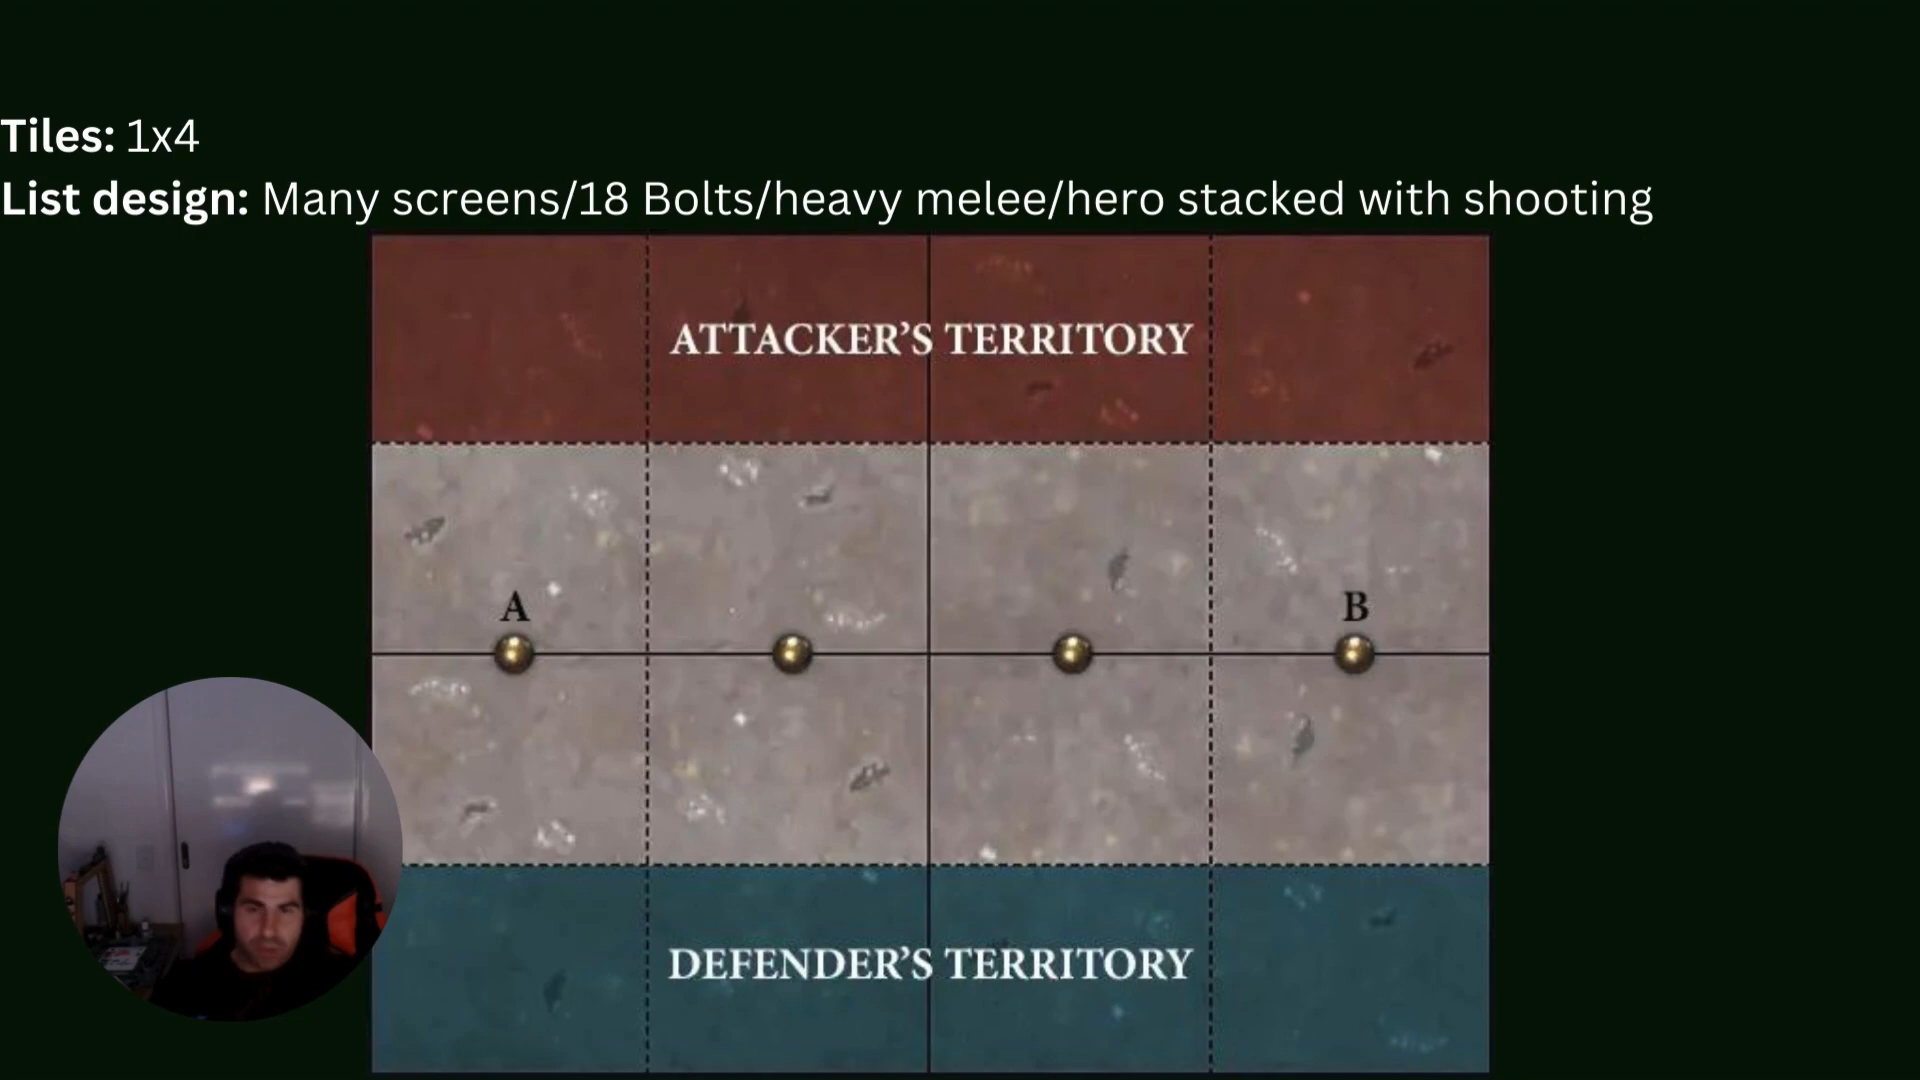 Tiles: 1x4
List design: Many screens/18 Bolts/heavy melee/hero stacked with shooting
ATTACKER’S TERRITORY
A
B
DEFENDER’S TERRITORY